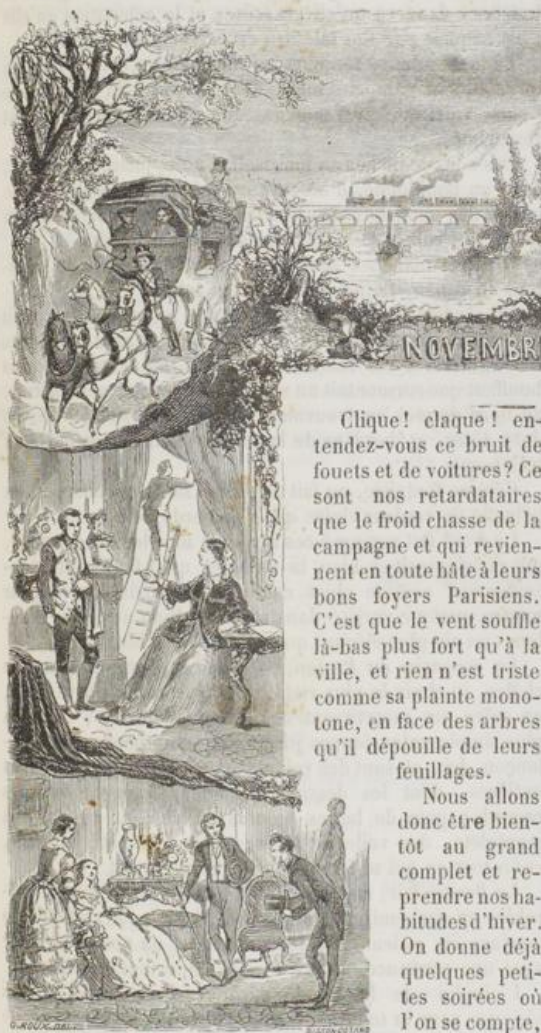 NOVEMBR
Clique! claque! en-
tendez-vous ce bruit de
fouets et de voitures? Ce
sont nos retardataires
que le froid chasse de la
campagne et qui revien-
nent en toute hâte à leurs
bons foyers Parisiens.
C'est que le vent souffle
là-bas plus fort qu'à la
ville, et rien n'est triste
comme sa plainte mono-
tone, en face des arbres
qu'il dépouille de leurs
feuillages.
Nous allons
donc être bien-
tôt au grand
complet et re-
prendre nos ha-
bitudes d'hiver.
On donne déjà
quelques peti-
tes soirées où
l'on se compte,
G. ROUX. DEL.